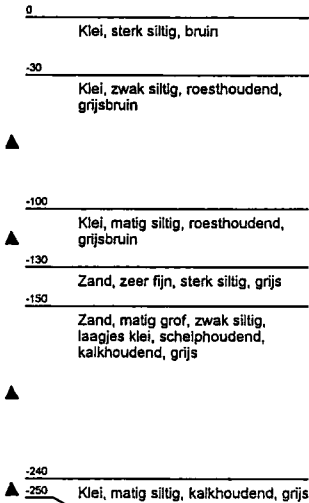 0
Klei, sterk siltig, bruin
-30
Klei, zwak siltig, roesthoudend,
grijsbruin
-100
Klei, matig siltig, roesthoudend,
grijsbruin
-130
Zand, zeer fijn, sterk siltig, grijs
-150
Zand, matig grof, zwak siltig,
laagjes klei, schelphoudend,
kalkhoudend, grijs
-240
-250 Klei, matig siltig, kalkhoudend, grijs